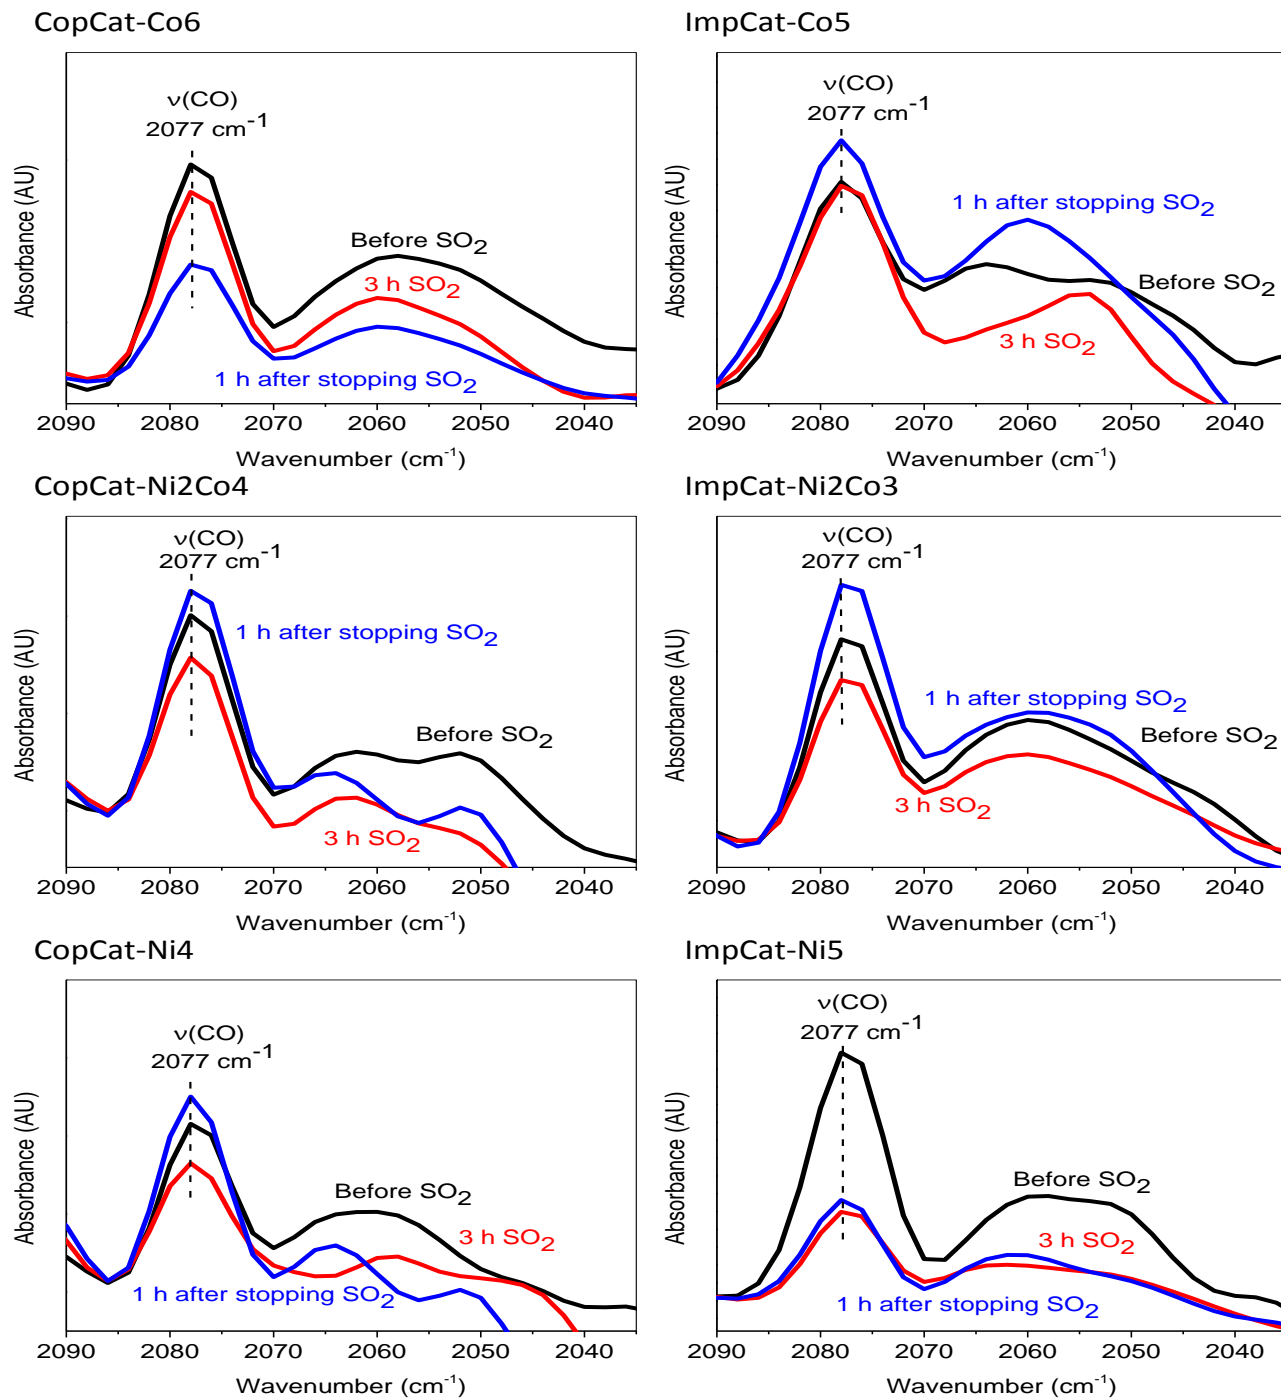 CopCat-Co6
ν(CO)
2077 cm-1
Before SO2
3 h SO2
1 h after stopping SO2
Absorbance (AU)
2090 2080 2070 2060 2050 2040
Wavenumber (cm-1)
ImpCat-Co5
ν(CO)
2077 cm-1
1 h after stopping SO2
Before SO2
3 h SO2
Absorbance (AU)
2090 2080 2070 2060 2050 2040
Wavenumber (cm-1)
CopCat-Ni2Co4
ν(CO)
2077 cm-1
1 h after stopping SO2
Before SO2
3 h SO2
Absorbance (AU)
2090 2080 2070 2060 2050 2040
Wavenumber (cm-1)
ImpCat-Ni2Co3
ν(CO)
2077 cm-1
1 h after stopping SO2
Before SO2
3 h SO2
Absorbance (AU)
2090 2080 2070 2060 2050 2040
Wavenumber (cm-1)
CopCat-Ni4
ν(CO)
2077 cm-1
Before SO2
3 h SO2
1 h after stopping SO2
Absorbance (AU)
2090 2080 2070 2060 2050 2040
Wavenumber (cm-1)
ImpCat-Ni5
ν(CO)
2077 cm-1
Before SO2
3 h SO2
1 h after stopping SO2
Absorbance (AU)
2090 2080 2070 2060 2050 2040
Wavenumber (cm-1)